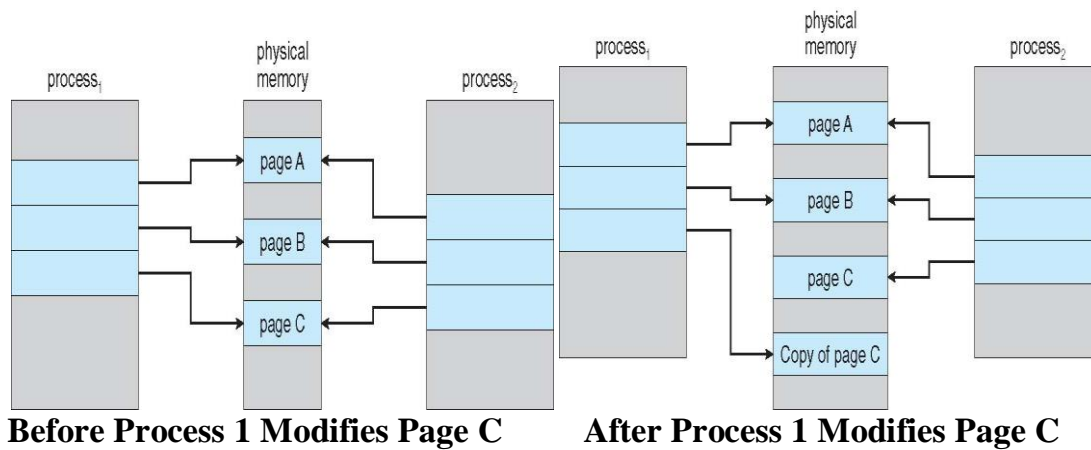 process₁
physical
memory
process₂
page A
page B
page C
process₁
physical
memory
process₂
page A
page B
page C
Copy of page C
Before Process 1 Modifies Page C
After Process 1 Modifies Page C